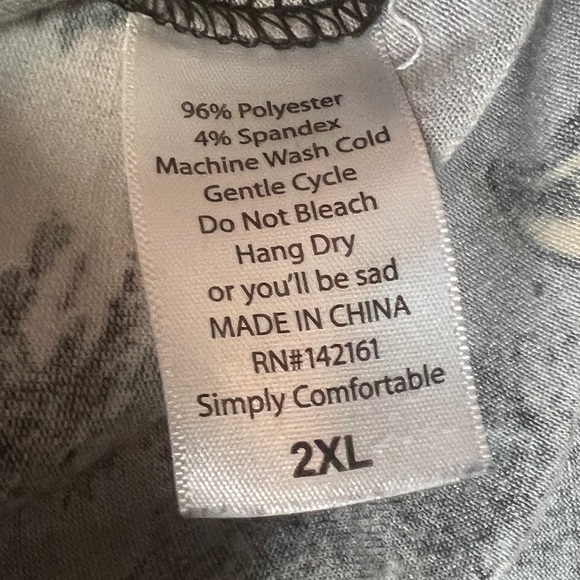 96% Polyester
4% Spandex
Machine Wash Cold
Gentle Cycle
Do Not Bleach
Hang Dry
or you'll be sad
MADE IN CHINA
RN#142161
Simply Comfortable
2XL